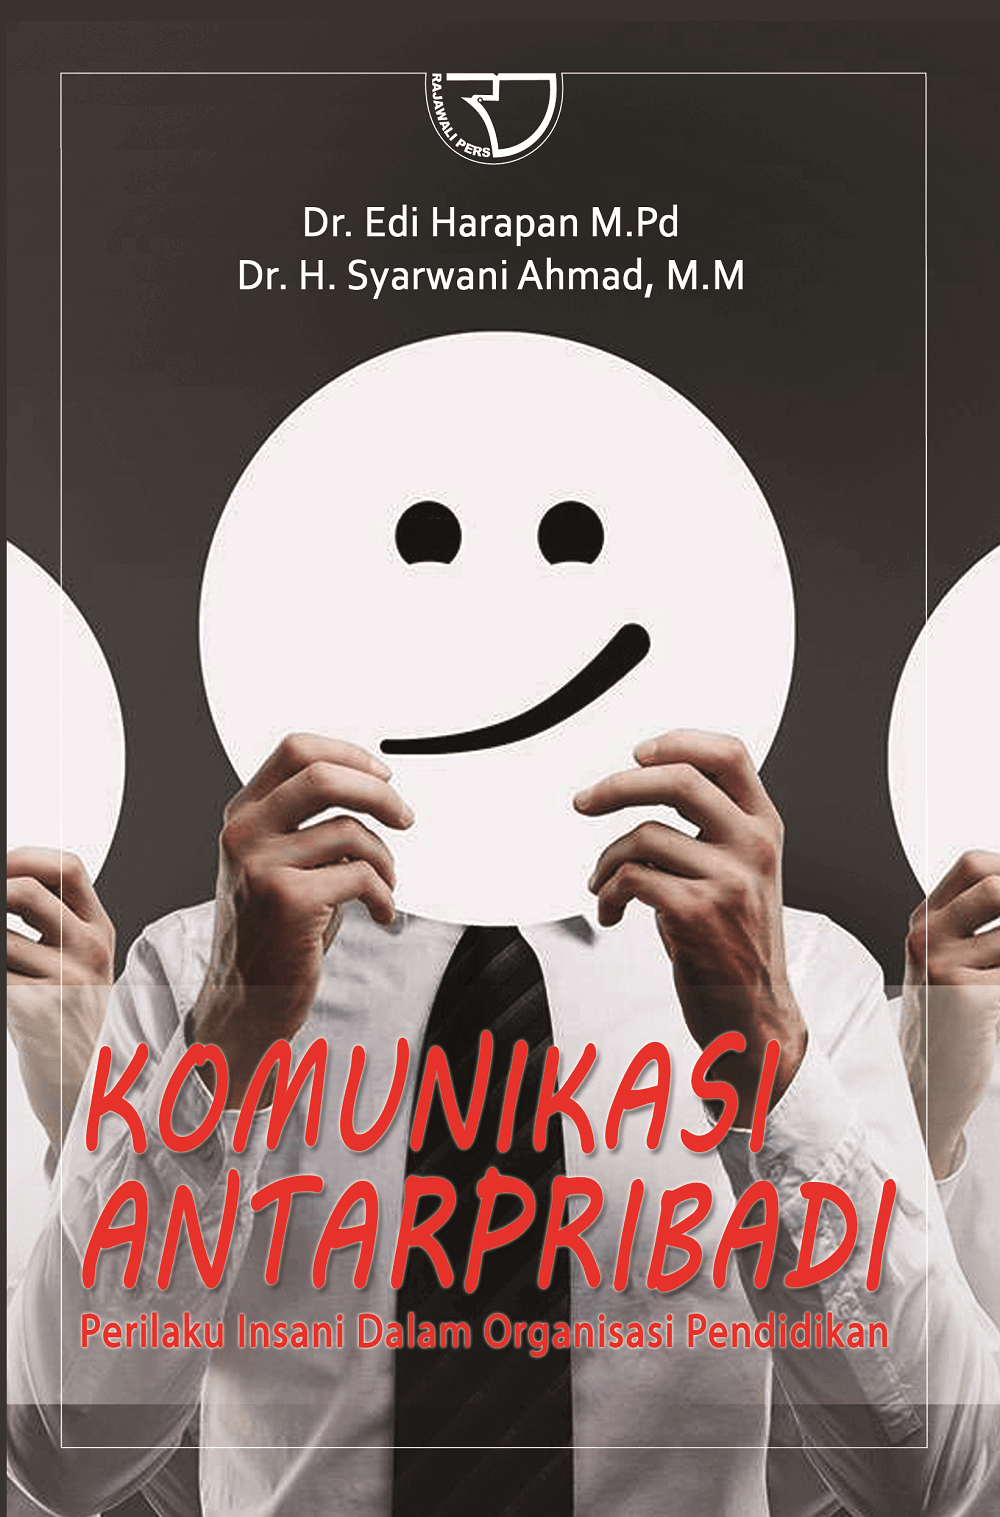 RAJAWALI PERS
Dr. Edi Harapan M.Pd
Dr. H. Syarwani Ahmad, M.M
KOMUNIKASI
ANTARPRIBADI
Perilaku Insani Dalam Organisasi Pendidikan